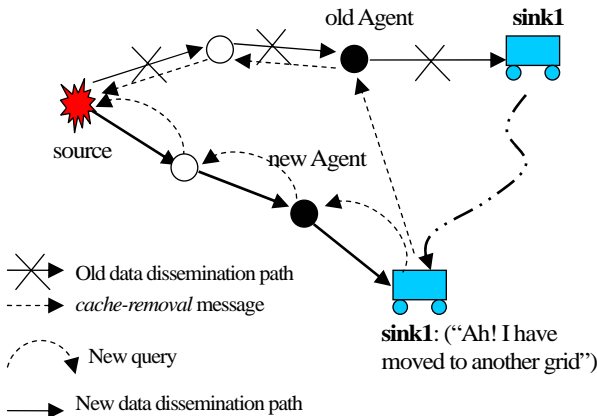 old Agent
sink1
source
new Agent
Old data dissemination path
cache-removal message
New query
sink1: (“Ah! I have
moved to another grid”)
New data dissemination path